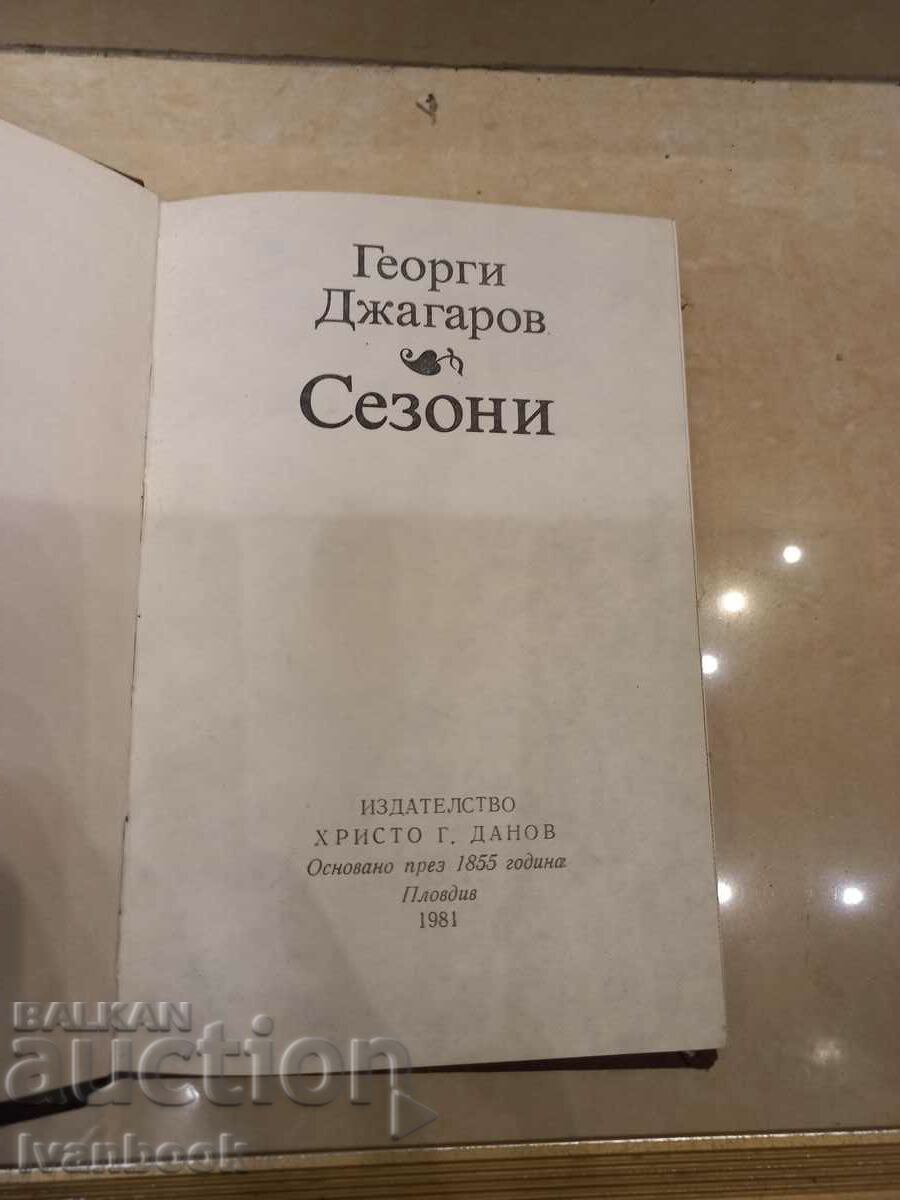 Георги
Джагаров
Сезони
ИЗДАТЕЛСТВО
ХРИСТО Г. ДАНОВ
Основано през 1855 година
Пловдив
1981
BALKAN
auction
Ivanbook